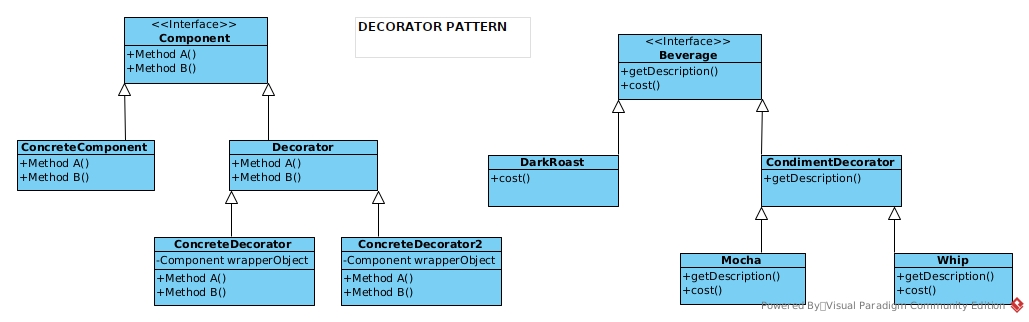 <<Interface>>
Component
+Method A()
+Method B()
DECORATOR PATTERN
<<Interface>>
Beverage
+getDescription()
+cost()
ConcreteComponent
+Method A()
+Method B()
Decorator
+Method A()
+Method B()
DarkRoast
+cost()
CondimentDecorator
+getDescription()
ConcreteDecorator
-Component wrapperObject
+Method A()
+Method B()
ConcreteDecorator2
-Component wrapperObject
+Method A()
+Method B()
Mocha
+getDescription()
+cost()
Whip
+getDescription()
+cost()
Powered By Visual Paradigm Community Edition